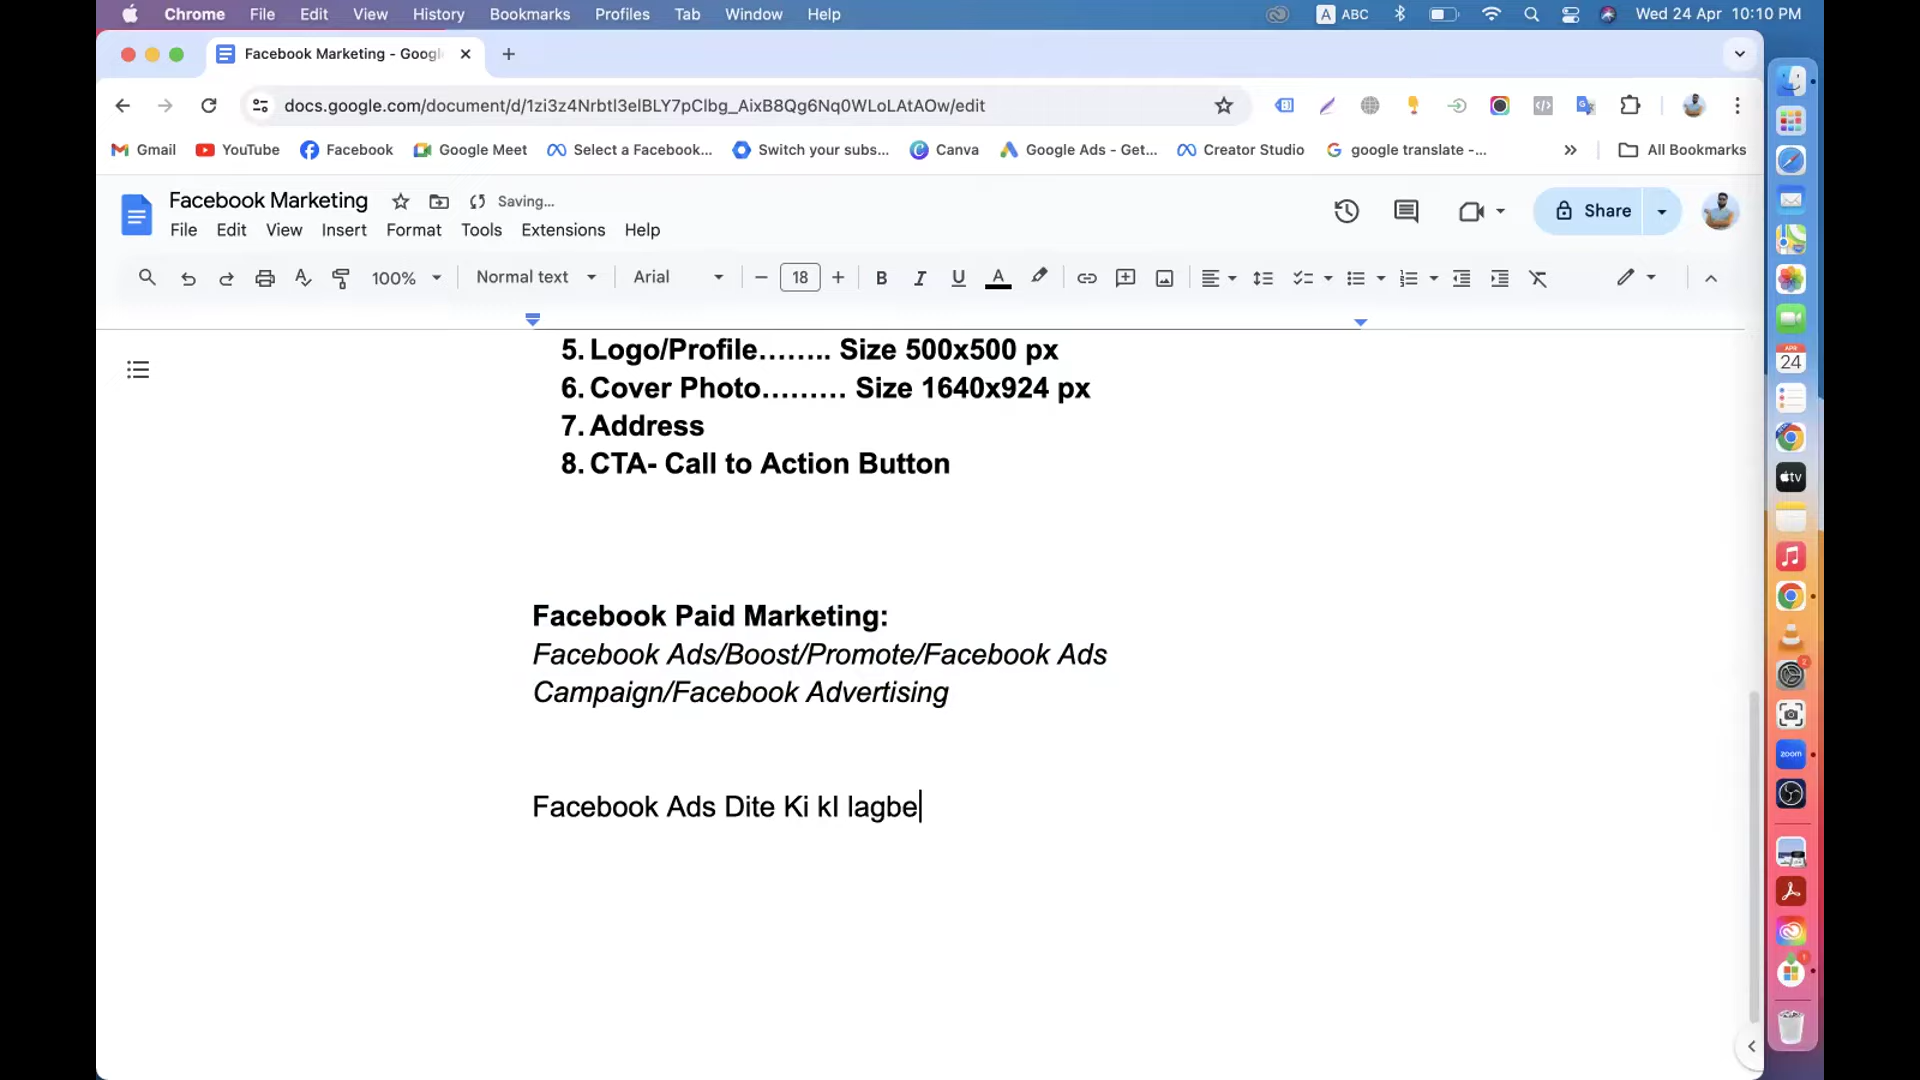 Chrome File Edit View History Bookmarks Profiles Tab Window Help
A ABC Wed 24 Apr 10:10 PM
Facebook Marketing - Googl
docs.google.com/document/d/1zi3z4Nrbtl3elBLY7pClbg_AixB8Qg6Nq0WLoLAtAOw/edit
Gmail YouTube Facebook Google Meet Select a Facebook... Switch your subs... Canva Google Ads - Get... Creator Studio google translate -... All Bookmarks
Facebook Marketing Saving...
Share
File Edit View Insert Format Tools Extensions Help
100% Normal text Arial 18 B I U A
5. Logo/Profile…….. Size 500x500 px
6. Cover Photo……… Size 1640x924 px
7. Address
8. CTA- Call to Action Button
Facebook Paid Marketing:
Facebook Ads/Boost/Promote/Facebook Ads
Campaign/Facebook Advertising
Facebook Ads Dite Ki kI lagbe
APR
24
tv
2
zoom
1